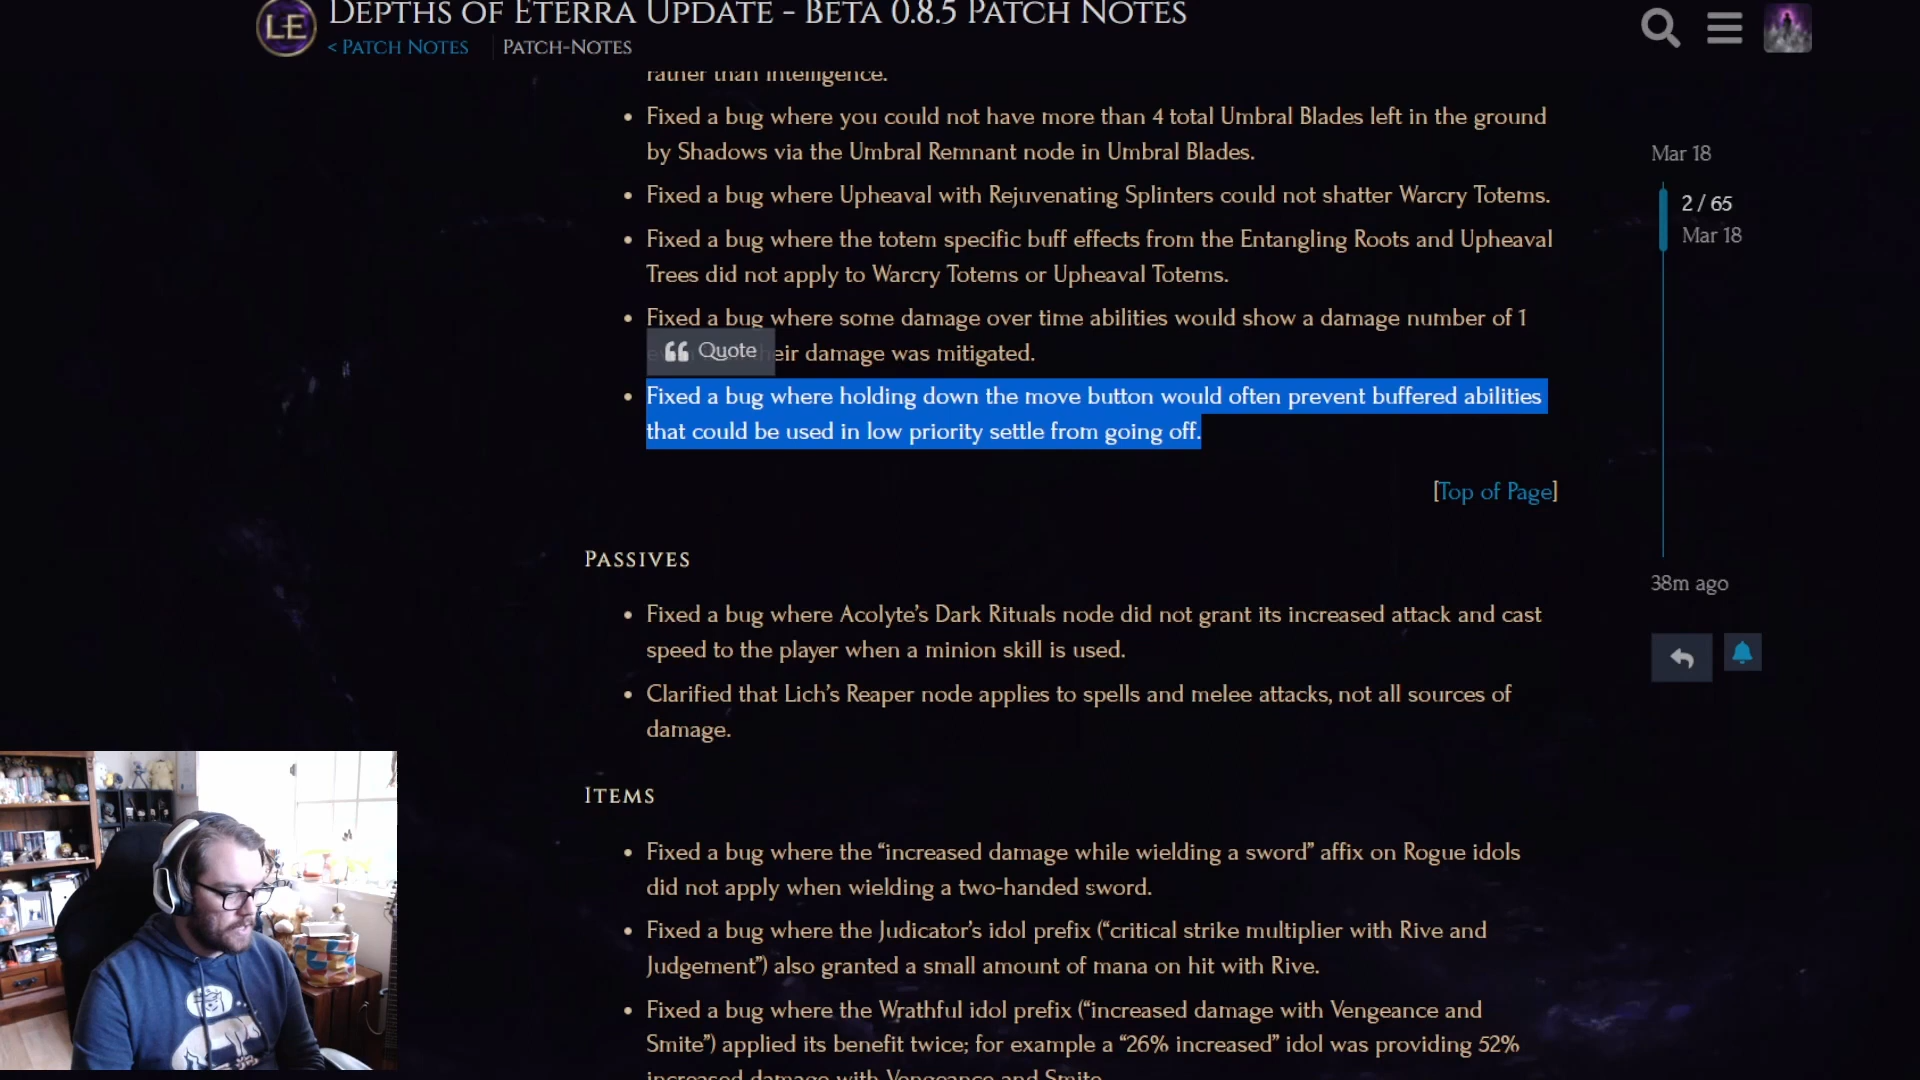 LE
Depths of Eterra Update - Beta 0.8.5 Patch Notes
< Patch Notes
Patch-Notes
rather than intelligence.
• Fixed a bug where you could not have more than 4 total Umbral Blades left in the ground
by Shadows via the Umbral Remnant node in Umbral Blades.
• Fixed a bug where Upheaval with Rejuvenating Splinters could not shatter Warcry Totems.
• Fixed a bug where the totem specific buff effects from the Entangling Roots and Upheaval
Trees did not apply to Warcry Totems or Upheaval Totems.
• Fixed a bug where some damage over time abilities would show a damage number of 1
Quote
eir damage was mitigated.
• Fixed a bug where holding down the move button would often prevent buffered abilities
that could be used in low priority settle from going off.
[Top of Page]
Passives
• Fixed a bug where Acolyte’s Dark Rituals node did not grant its increased attack and cast
speed to the player when a minion skill is used.
• Clarified that Lich’s Reaper node applies to spells and melee attacks, not all sources of
damage.
Items
• Fixed a bug where the “increased damage while wielding a sword” affix on Rogue idols
did not apply when wielding a two-handed sword.
• Fixed a bug where the Judicator’s idol prefix (“critical strike multiplier with Rive and
Judgement”) also granted a small amount of mana on hit with Rive.
• Fixed a bug where the Wrathful idol prefix (“increased damage with Vengeance and
Smite”) applied its benefit twice; for example a “26% increased” idol was providing 52%
increased damage with Vengeance and Smite.
Mar 18
2 / 65
Mar 18
38m ago